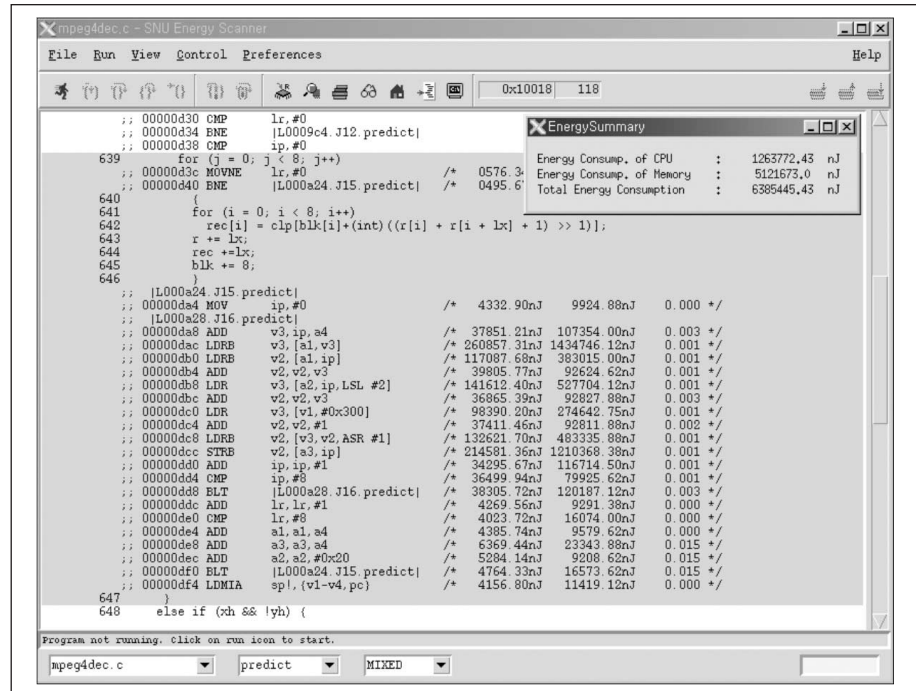 mpeg4dec.c - SNU Energy Scanner
File Run View Control Preferences Help
0x10018 118
;; 00000d30 CMP lr,#0
;; 00000d34 BNE |L0009c4.J12.predict|
;; 00000d38 CMP ip,#0
639 for (j = 0; j < 8; j++)
;; 00000d3c MOVNE lr,#0 /* 0576.34
;; 00000d40 BNE |L000a24.J15.predict| /* 0495.67
EnergySummary
Energy Consump. of CPU : 1263772.43 nJ
Energy Consump. of Memory : 5121673.0 nJ
Total Energy Consumption : 6385445.43 nJ
640 {
641 for (i = 0; i < 8; i++)
642 rec[i] = clp[blk[i]+(int)((r[i] + r[i + lx] + 1) >> 1)];
643 r += lx;
644 rec +=lx;
645 blk += 8;
646 }
;; |L000a24.J15.predict|
;; 00000da4 MOV ip,#0 /* 4332.90nJ 9924.88nJ 0.000 */
;; |L000a28.J16.predict|
;; 00000da8 ADD v3,ip,a4 /* 37851.21nJ 107354.00nJ 0.003 */
;; 00000dac LDRB v3,[a1,v3] /* 260857.31nJ 1434746.12nJ 0.001 */
;; 00000db0 LDRB v2,[a1,ip] /* 117087.68nJ 383015.00nJ 0.001 */
;; 00000db4 ADD v2,v2,v3 /* 39805.77nJ 92624.62nJ 0.001 */
;; 00000db8 LDR v3,[a2,ip,LSL #2] /* 141612.40nJ 527704.12nJ 0.001 */
;; 00000dbc ADD v2,v2,v3 /* 36865.39nJ 92827.88nJ 0.003 */
;; 00000dc0 LDR v3,[v1,#0x300] /* 98390.20nJ 274642.75nJ 0.001 */
;; 00000dc4 ADD v2,v2,#1 /* 37411.46nJ 92811.88nJ 0.002 */
;; 00000dc8 LDRB v2,[v3,v2,ASR #1] /* 132621.70nJ 483335.88nJ 0.001 */
;; 00000dcc STRB v2,[a3,ip] /* 214581.36nJ 1210368.38nJ 0.001 */
;; 00000dd0 ADD ip,ip,#1 /* 34295.67nJ 116714.50nJ 0.001 */
;; 00000dd4 CMP ip,#8 /* 36499.94nJ 79925.62nJ 0.001 */
;; 00000dd8 BLT |L000a28.J16.predict| /* 38305.72nJ 120187.12nJ 0.003 */
;; 00000ddc ADD lr,lr,#1 /* 4269.56nJ 9291.38nJ 0.000 */
;; 00000de0 CMP lr,#8 /* 4023.72nJ 16074.00nJ 0.000 */
;; 00000de4 ADD a1,a1,a4 /* 4385.74nJ 9579.62nJ 0.000 */
;; 00000de8 ADD a3,a3,a4 /* 6369.44nJ 23343.88nJ 0.015 */
;; 00000dec ADD a2,a2,#0x20 /* 5284.14nJ 9208.62nJ 0.015 */
;; 00000df0 BLT |L000a24.J15.predict| /* 4764.33nJ 16573.62nJ 0.015 */
;; 00000df4 LDMIA sp!,{v1-v4,pc} /* 4156.80nJ 11419.12nJ 0.000 */
647 }
648 else if (xh && !yh) {
Program not running. Click on run icon to start.
mpeg4dec.c predict MIXED